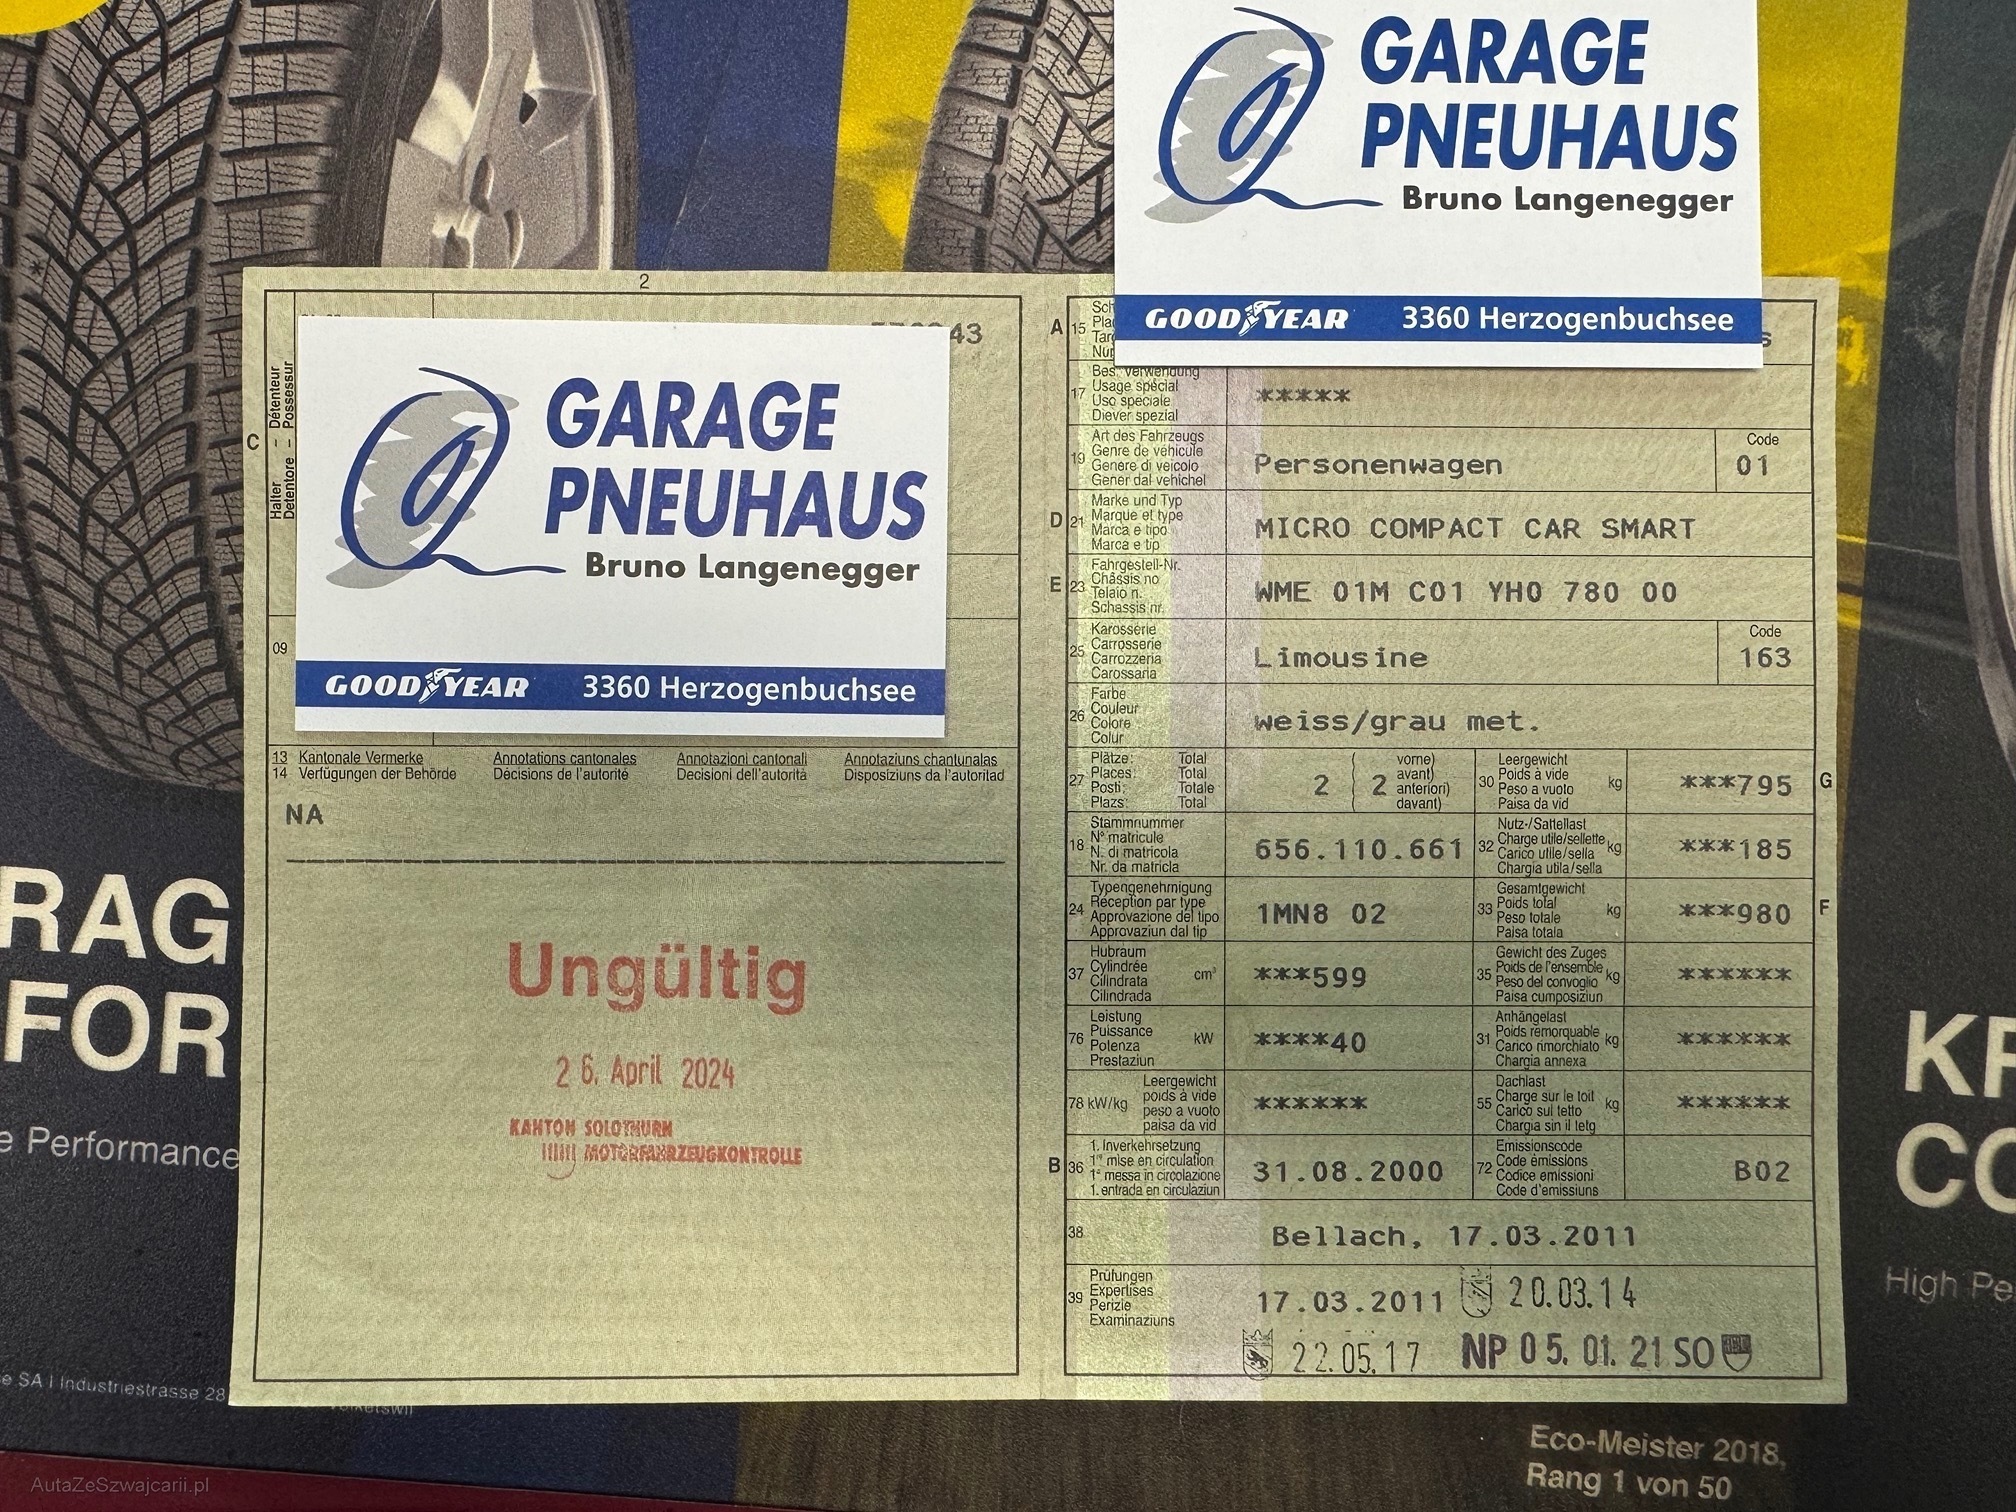 GARAGE
PNEUHAUS
Bruno Langenegger
GOOD YEAR 3360 Herzogenbuchsee
2
43
GARAGE
PNEUHAUS
Bruno Langenegger
GOOD YEAR 3360 Herzogenbuchsee
C
Halter – Détenteur
Detentore – Possessur
09
13 Kantonale Vermerke Annotations cantonales Annotazioni cantonali Annotaziuns chantunalas
14 Verfügungen der Behörde Décisions de l'autorité Decisioni dell'autorità Disposiziuns da l'autoritad
NA
Ungültig
26. April 2024
KANTON SOLOTHURN
MOTORFAHRZEUGKONTROLLE
A 15
s
17 Bes. Verwendung
Usage spécial
Uso speciale
Diever spezial
*****
19 Art des Fahrzeugs
Genre de véhicule
Genere di veicolo
Gener dal vehichel
Personenwagen
Code
01
D 21 Marke und Typ
Marque et type
Marca e tipo
Marca e tip
MICRO COMPACT CAR SMART
E 23 Fahrgestell-Nr.
Châssis no
Telaio n.
Schassis nr.
WME 01M C01 YH0 780 00
25 Karosserie
Carrosserie
Carrozzeria
Carossaria
Limousine
Code
163
26 Farbe
Couleur
Colore
Colur
weiss/grau met.
27 Plätze: Total
Places: Total
Posti: Totale
Plazs: Total
2 2 vorne)
avant)
anteriori)
davant)
30 Leergewicht
Poids à vide
Peso a vuoto
Paisa da vid
kg ***795 G
18 Stammnummer
N° matricule
N. di matricola
Nr. da matricla
656.110.661
32 Nutz-/Sattellast
Charge utile/sellette
Carico utile/sella
Chargia utila/sella
kg ***185
24 Typengenehmigung
Réception par type
Approvazione del tipo
Approvaziun dal tip
1MN8 02
33 Gesamtgewicht
Poids total
Peso totale
Paisa totala
kg ***980 F
37 Hubraum
Cylindrée
Cilindrata
Cilindrada
cm³ ***599
35 Gewicht des Zuges
Poids de l'ensemble
Peso del convoglio
Paisa cumposiziun
kg ******
76 Leistung
Puissance
Potenza
Prestaziun
kW ****40
31 Anhängelast
Poids remorquable
Carico rimorchiato
Chargia annexa
kg ******
78 kW/kg Leergewicht
poids à vide
peso a vuoto
paisa da vid
******
55 Dachlast
Charge sur le toit
Carico sul tetto
Chargia sin il tetg
kg ******
B 36 1. Inverkehrsetzung
1re mise en circulation
1a messa in circolazione
1. entrada en circulaziun
31.08.2000
72 Emissionscode
Code émissions
Codice emissioni
Code d'emissiuns
B02
38 Bellach, 17.03.2011
39 Prüfungen
Expertises
Perizie
Examinaziuns
17.03.2011 20.03.14
22.05.17 NP 05. 01. 21 SO
RAG
FOR
e Performance
e SA I Industriestrasse 28
KR
CO
High Pe
Eco-Meister 2018,
Rang 1 von 50
AutaZeSzwajcarii.pl